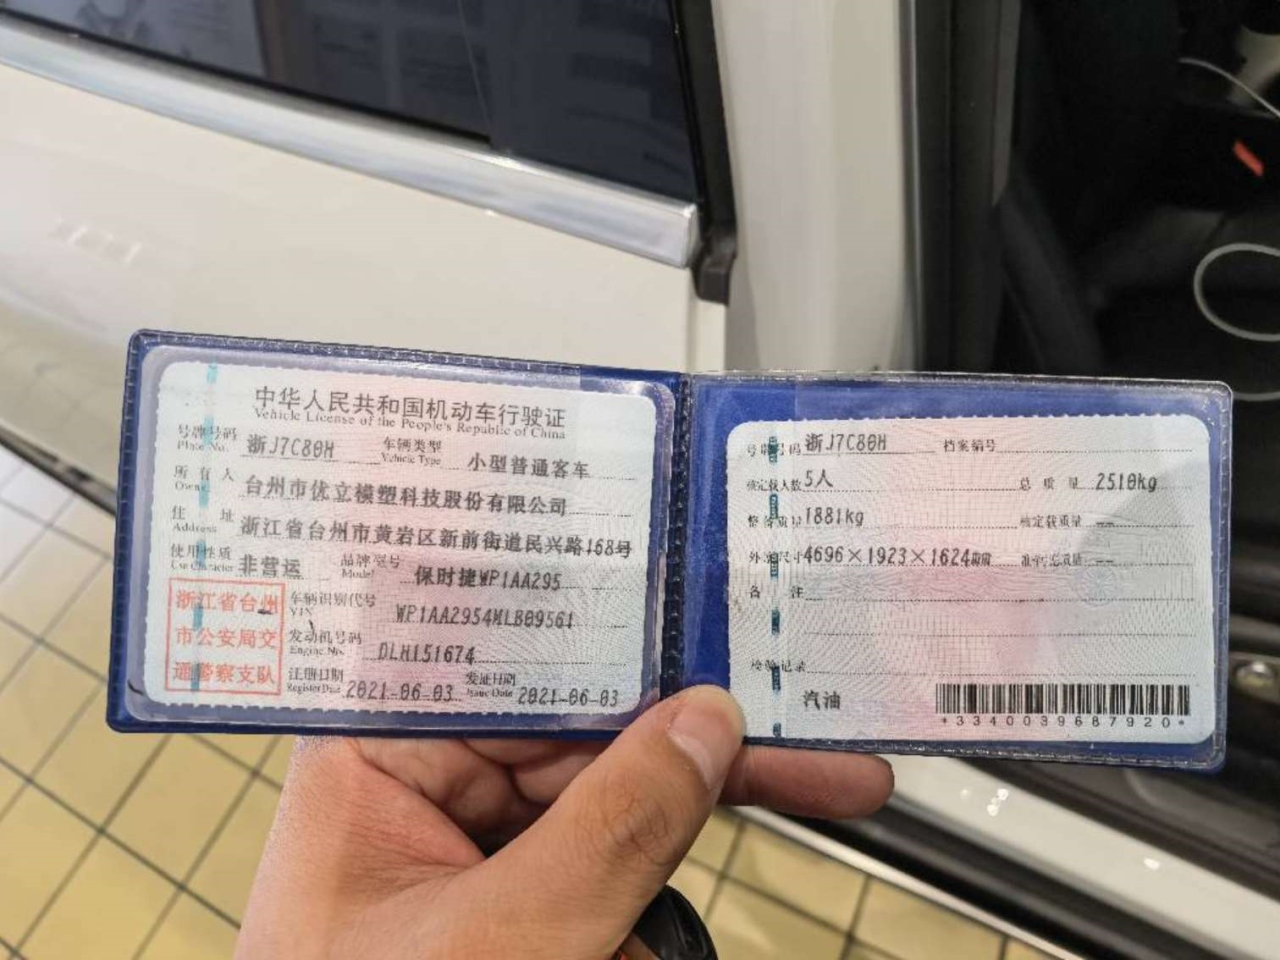 中华人民共和国机动车行驶证
Vehicle License of the People's Republic of China
号牌号码 浙J7C80H 车辆类型 小型普通客车
Plate No. Vehicle Type
所有人 台州市优立模塑科技股份有限公司
Owner
住址 浙江省台州市黄岩区新前街道民兴路168号
Address
使用性质 非营运 品牌型号 保时捷WP1AA295
Use Character Model
浙江省台州
市公安局交
通警察支队
车辆识别代号 WP1AA2954MLB09561
VIN
发动机号码 DLH151674
Engine No.
注册日期 2021-06-03 发证日期 2021-06-03
Register Date Issue Date
号牌号码 浙J7C80H 档案编号
核定载人数 5人 总质量 2510kg
整备质量 1881kg 核定载质量 --
外廓尺寸 4696×1923×1624mm 准牵引总质量 --
备注
检验记录
汽油
*3340039687920*